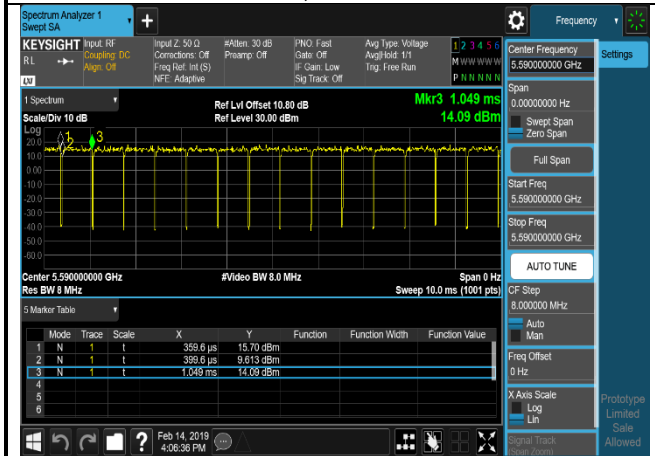 Spectrum Analyzer 1
Swept SA
+
Frequency
KEYSIGHT
Input: RF
Input Z: 50 Ω
#Atten: 30 dB
PNO: Fast
Avg Type: Voltage
1 2 3 4 5 6
RL
Coupling: DC
Corrections: Off
Preamp: Off
Gate: Off
Avg|Hold: 1/1
M W W W W W
Align: Off
Freq Ref: Int (S)
IF Gain: Low
Trig: Free Run
NFE: Adaptive
Sig Track: Off
P N N N N N
LXI
Center Frequency
5.590000000 GHz
Settings
Span
0.00000000 Hz
Swept Span
Zero Span
Full Span
Start Freq
5.590000000 GHz
Stop Freq
5.590000000 GHz
AUTO TUNE
CF Step
8.000000 MHz
Auto
Man
Freq Offset
0 Hz
X Axis Scale
Log
Lin
Signal Track
(Span Zoom)
Prototype
Limited
Sale
Allowed
1 Spectrum
Ref Lvl Offset 10.80 dB
Mkr3 1.049 ms
Scale/Div 10 dB
Ref Level 30.00 dBm
14.09 dBm
Log
20.0
10.0
0.00
-10.0
-20.0
-30.0
-40.0
-50.0
-60.0
1
2
3
Center 5.590000000 GHz
#Video BW 8.0 MHz
Span 0 Hz
Res BW 8 MHz
Sweep 10.0 ms (1001 pts)
5 Marker Table
Mode Trace Scale X Y Function Function Width Function Value
1 N 1 t 359.6 µs 15.70 dBm
2 N 1 t 399.6 µs 9.613 dBm
3 N 1 t 1.049 ms 14.09 dBm
4
5
6
?
Feb 14, 2019
4:06:36 PM